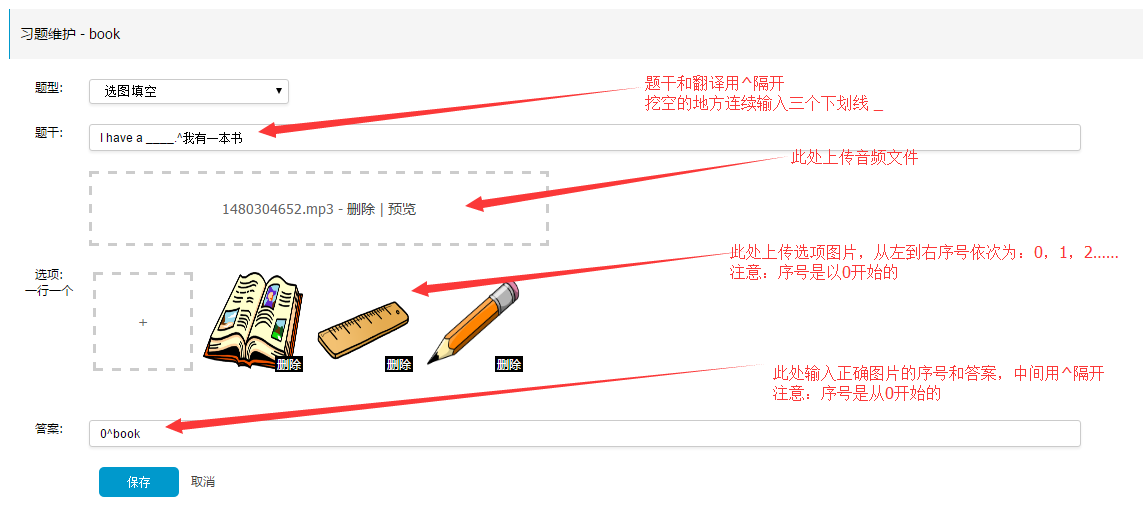 习题维护 - book
题型:
选图填空
题干和翻译用^隔开
挖空的地方连续输入三个下划线 _
题干:
I have a ____.^我有一本书
此处上传音频文件
1480304652.mp3 - 删除 | 预览
此处上传选项图片，从左到右序号依次为：0，1，2......
注意：序号是以0开始的
选项:
一行一个
+
删除
删除
删除
此处输入正确图片的序号和答案，中间用^隔开
注意：序号是从0开始的
答案:
0^book
保存
取消